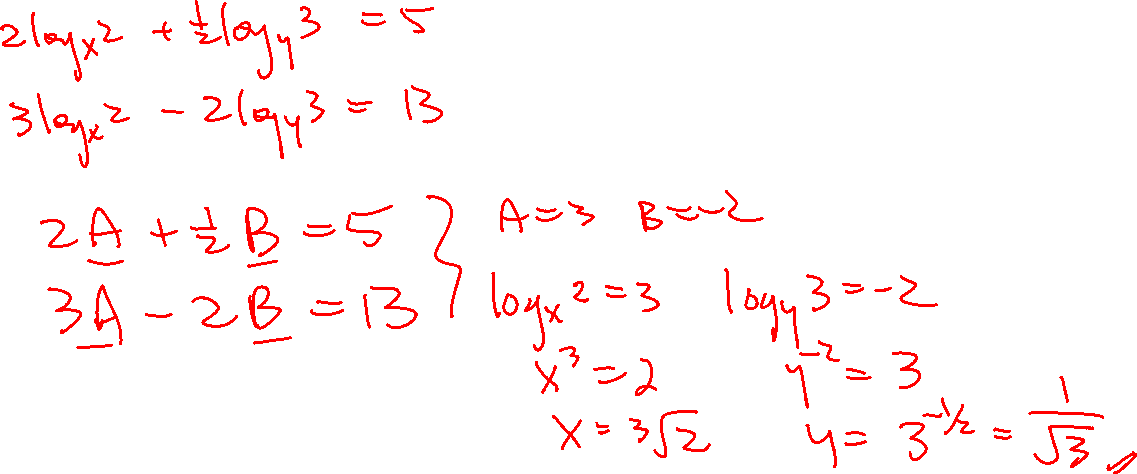 2log_x 2 + ½log_y 3 = 5
3log_x 2 - 2log_y 3 = 13
2A + ½B = 5
3A - 2B = 13
A = 3 B = -2
log_x 2 = 3 log_y 3 = -2
x³ = 2 y⁻² = 3
x = ³√2 y = 3^(-1/2) = 1/√3